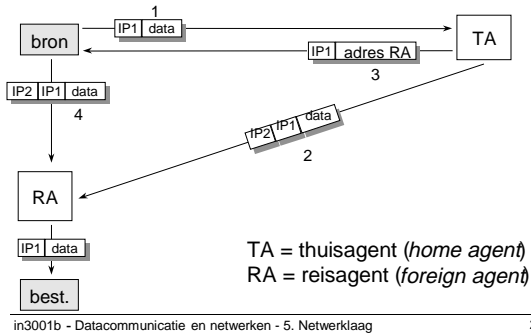 1
bron
IP1 data
TA
IP1 adres RA
3
IP2 IP1 data
4
IP2 IP1 data
2
RA
IP1 data
TA = thuisagent (home agent)
RA = reisagent (foreign agent)
best.
in3001b - Datacommunicatie en netwerken - 5. Netwerklaag